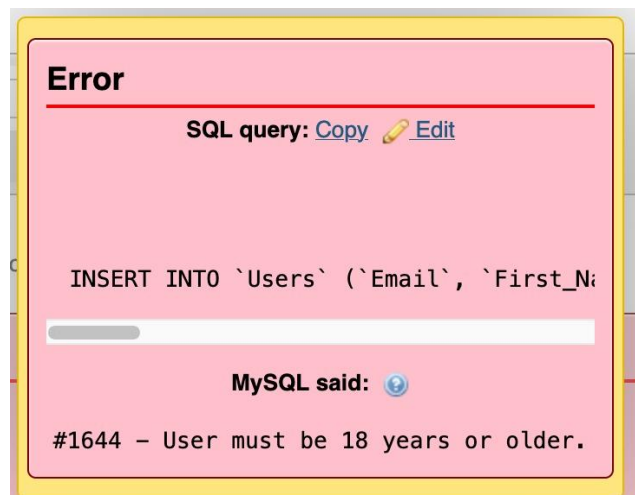 Error
SQL query: Copy Edit
INSERT INTO `Users` (`Email`, `First_Na
MySQL said:
#1644 – User must be 18 years or older.